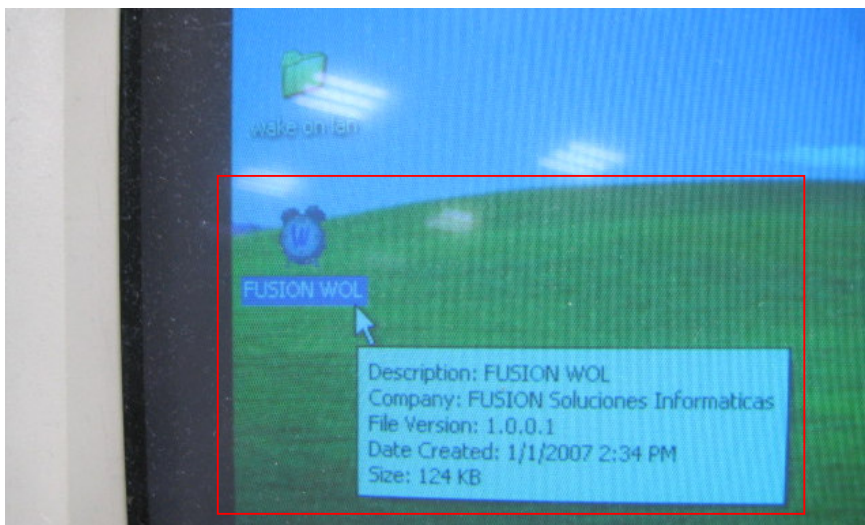 wake on lan
W
FUSION WOL
Description: FUSION WOL
Company: FUSION Soluciones Informaticas
File Version: 1.0.0.1
Date Created: 1/1/2007 2:34 PM
Size: 124 KB